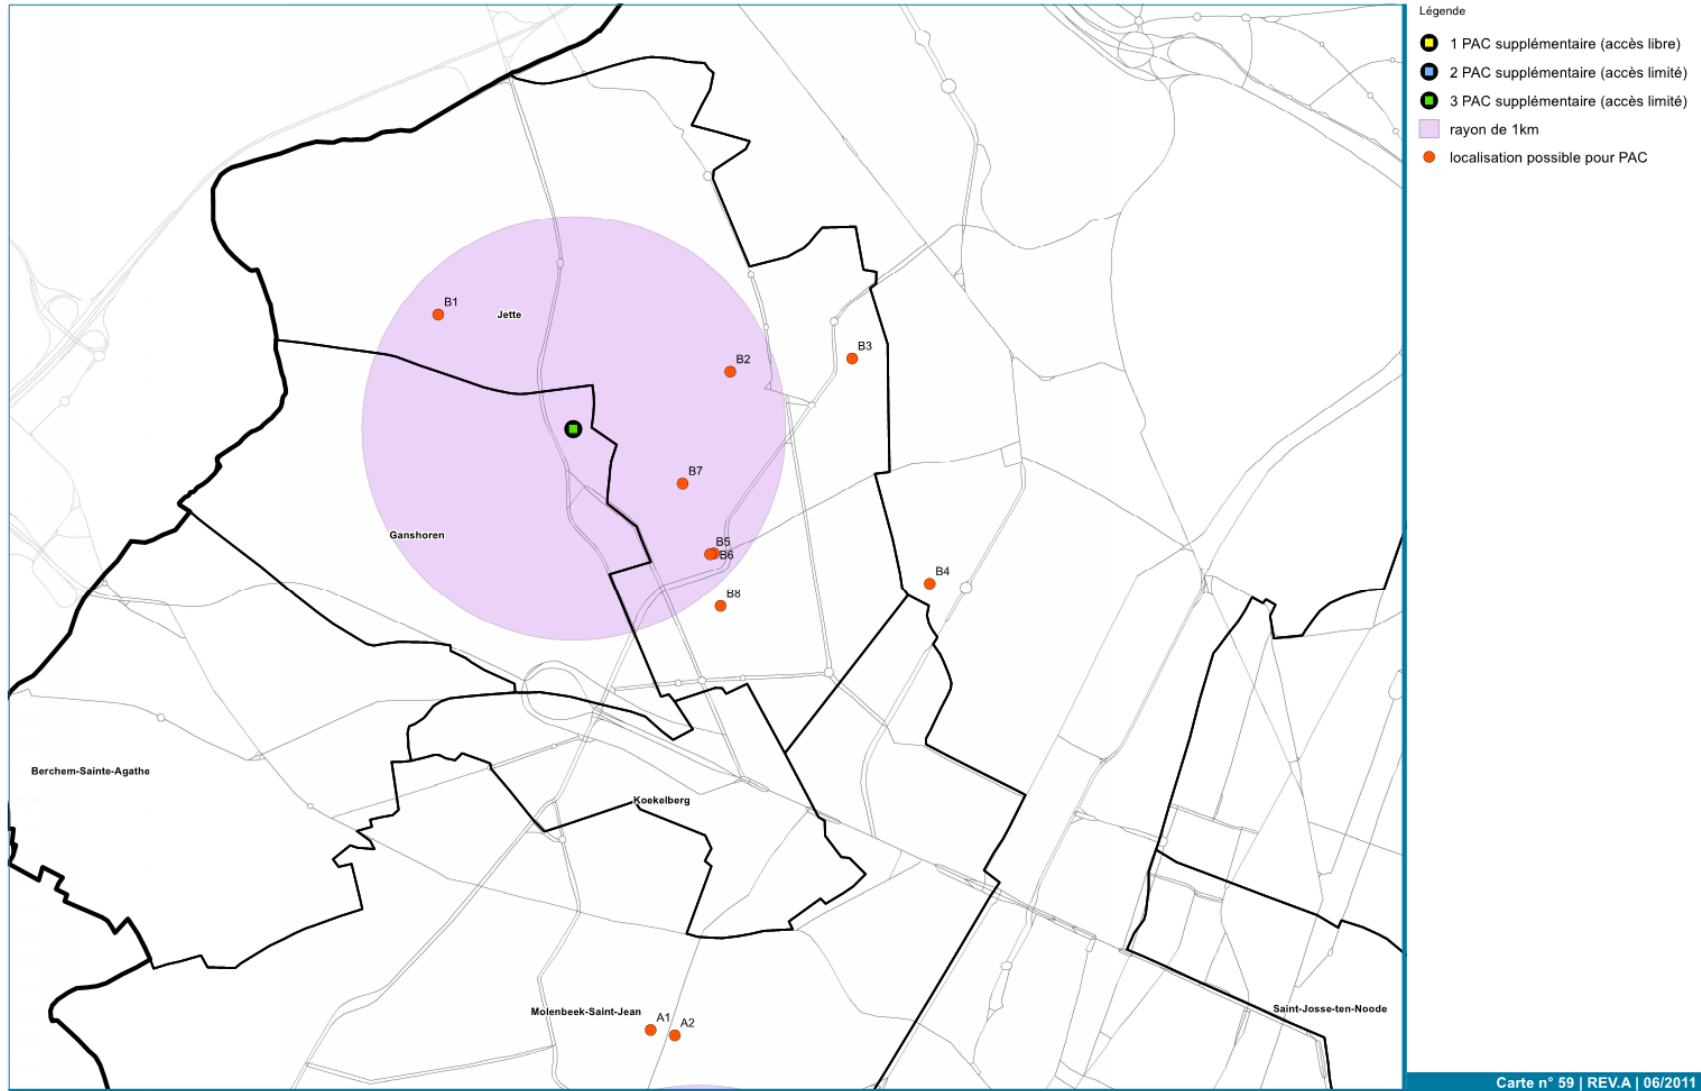 Légende
1 PAC supplémentaire (accès libre)
2 PAC supplémentaire (accès limité)
3 PAC supplémentaire (accès limité)
rayon de 1km
localisation possible pour PAC
B1
Jette
B2
B3
B7
Ganshoren
B5
B6
B4
B8
Berchem-Sainte-Agathe
Koekelberg
Molenbeek-Saint-Jean
A1
A2
Saint-Josse-ten-Noode
Carte n° 59 | REV.A | 06/2011